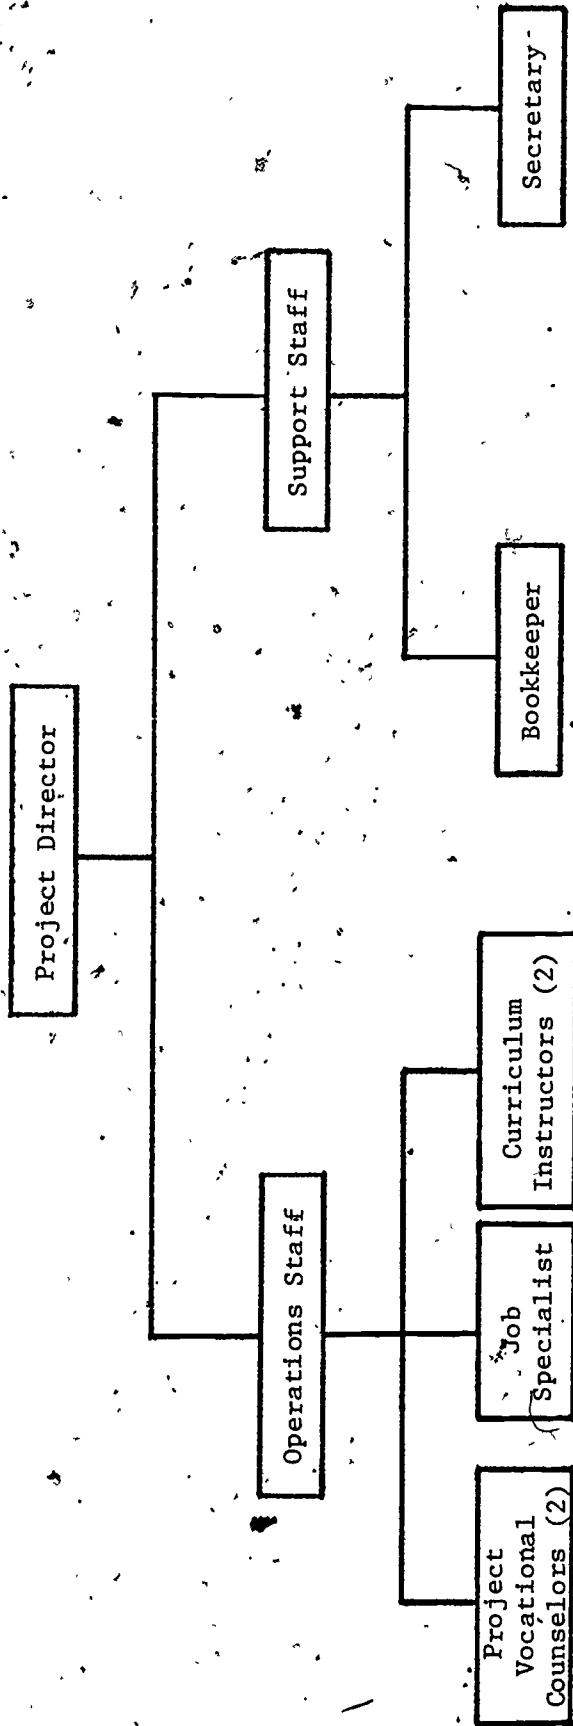 Project Director
Operations Staff
Support Staff
Project
Vocational
Counselors (2)
Job
Specialist
Curriculum
Instructors (2)
Bookkeeper
Secretary